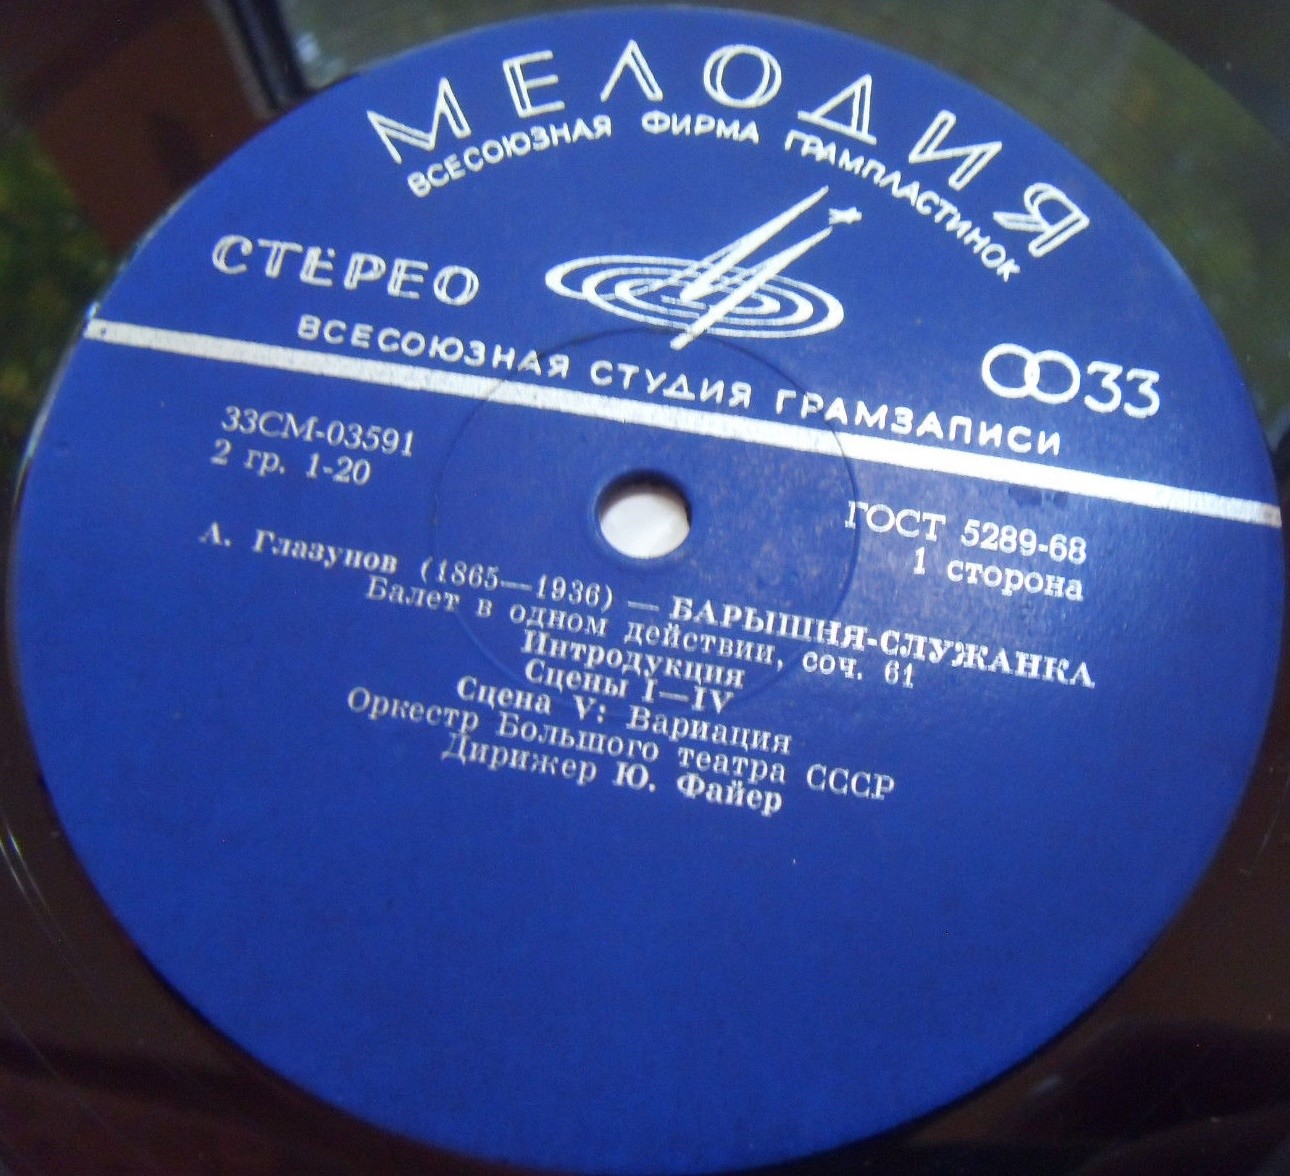 МЕЛОДИЯ
ВСЕСОЮЗНАЯ ФИРМА ГРАМПЛАСТИНОК
СТЕРЕО
33
ВСЕСОЮЗНАЯ СТУДИЯ ГРАМЗАПИСИ
33СМ-03591
2 гр. 1-20
ГОСТ 5289-68
1 сторона
А. Глазунов (1865—1936) — БАРЫШНЯ-СЛУЖАНКА
Балет в одном действии, соч. 61
Интродукция
Сцены I—IV
Сцена V: Вариация
Оркестр Большого театра СССР
Дирижер Ю. Файер